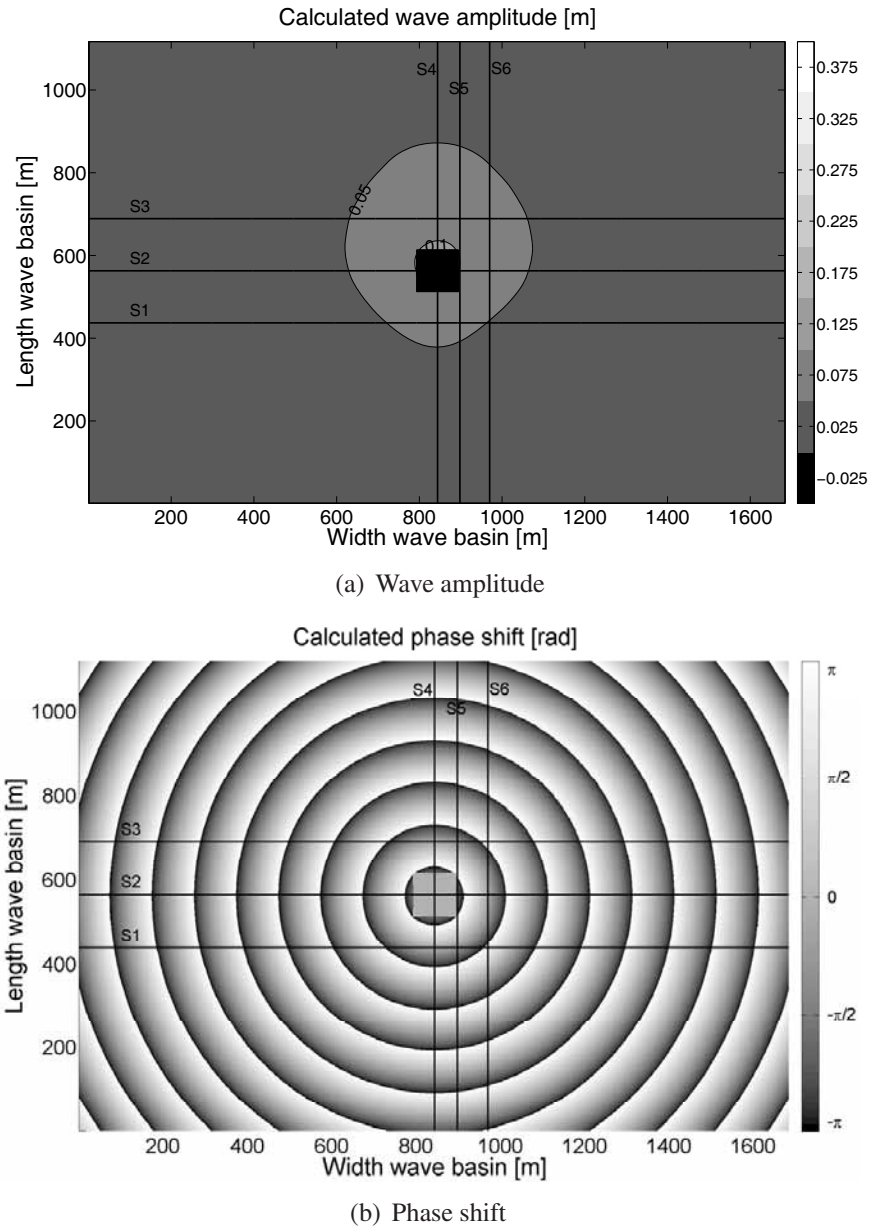 Calculated wave amplitude [m]
S4
S6
S5
1000
800
600
400
200
Length wave basin [m]
S3
S2
S1
0.05
0.1
0.375
0.325
0.275
0.225
0.175
0.125
0.075
0.025
−0.025
200
400
600
800
1000
1200
1400
1600
Width wave basin [m]
(a) Wave amplitude
Calculated phase shift [rad]
S4
S6
S5
1000
800
600
400
200
Length wave basin [m]
S3
S2
S1
π
π/2
0
-π/2
-π
200
400
600
800
1000
1200
1400
1600
Width wave basin [m]
(b) Phase shift